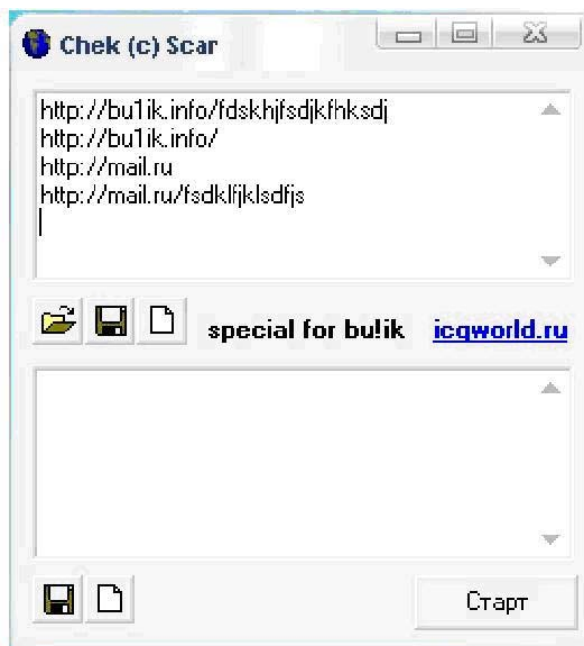 Chek (c) Scar
http://bu1ik.info/fdskhjfsdjkfhksdj
http://bu1ik.info/
http://mail.ru
http://mail.ru/fsdklfjklsdfjs
special for bu!ik icqworld.ru
Старт